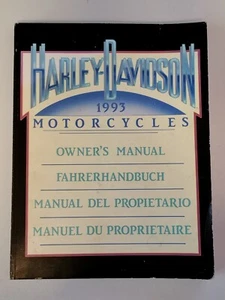 HARLEY-DAVIDSON
1993
MOTORCYCLES
OWNER'S MANUAL
FAHRERHANDBUCH
MANUAL DEL PROPIETARIO
MANUEL DU PROPRIETAIRE